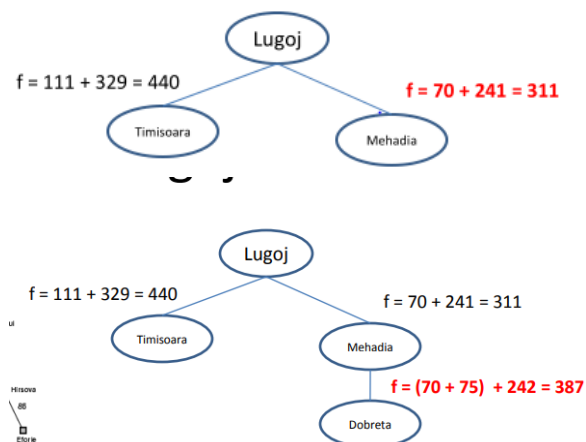 Lugoj
f = 111 + 329 = 440
f = 70 + 241 = 311
Timisoara
Mehadia
Lugoj
f = 111 + 329 = 440
f = 70 + 241 = 311
Timisoara
Mehadia
Hirsova
f = (70 + 75) + 242 = 387
86
Dobreta
Eforie